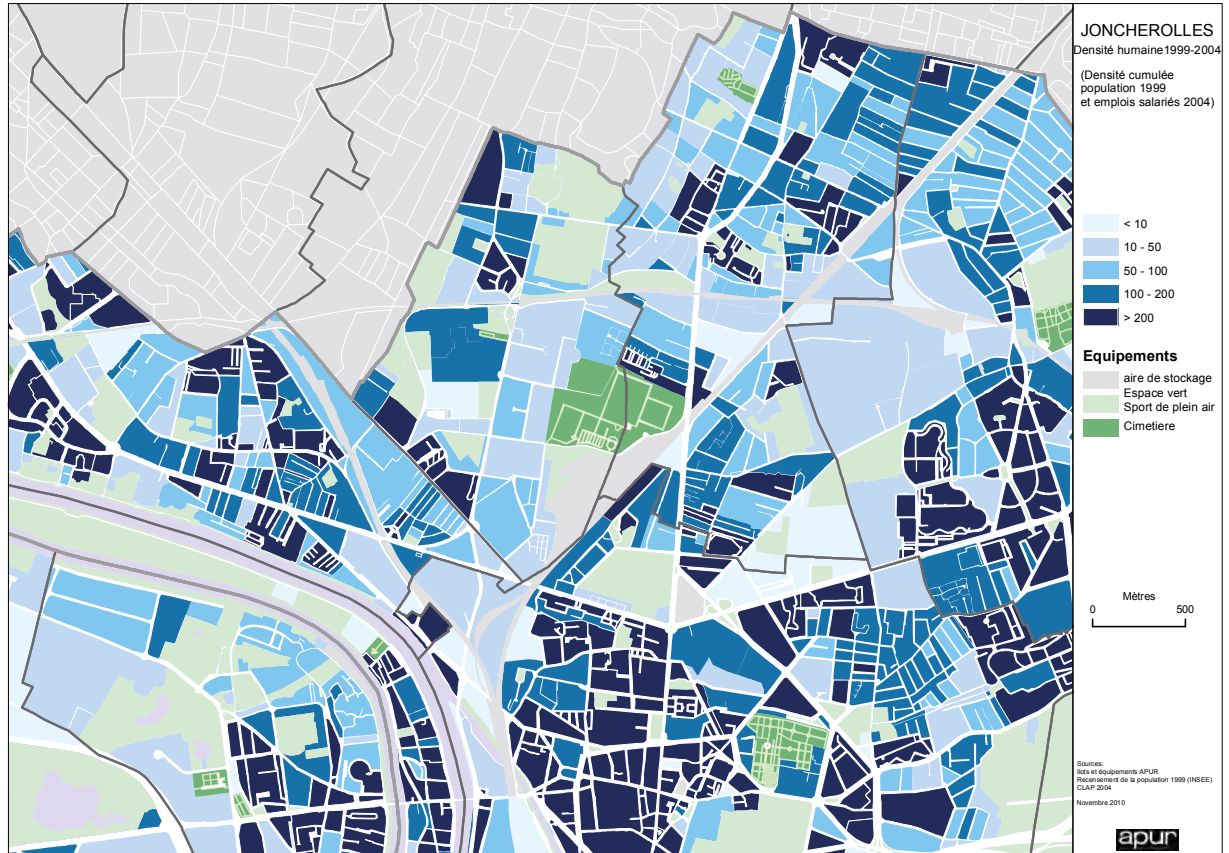 JONCHEROLLES
Densité humaine1999-2004
(Densité cumulée
population 1999
et emplois salariés 2004)
< 10
10 - 50
50 - 100
100 - 200
> 200
Equipements
aire de stockage
Espace vert
Sport de plein air
Cimetiere
Mètres
0 500
Sources:
Ilots et équipements APUR
Recensement de la population 1999 (INSEE)
CLAP 2004
Novembre 2010
apur